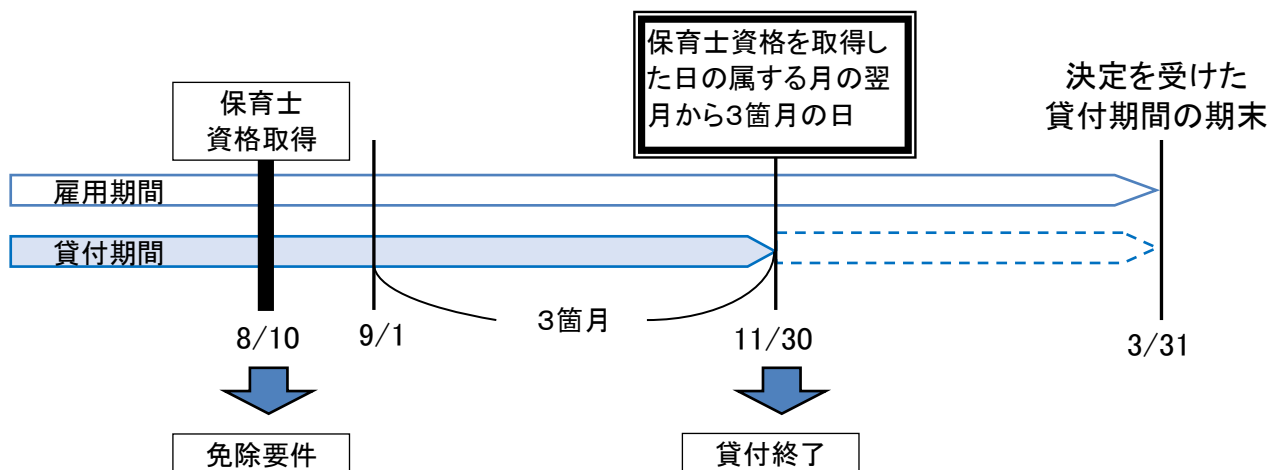 保育士資格を取得し
た日の属する月の翌
月から3箇月の日
決定を受けた
貸付期間の期末
保育士
資格取得
雇用期間
貸付期間
3箇月
8/10
9/1
11/30
3/31
免除要件
貸付終了